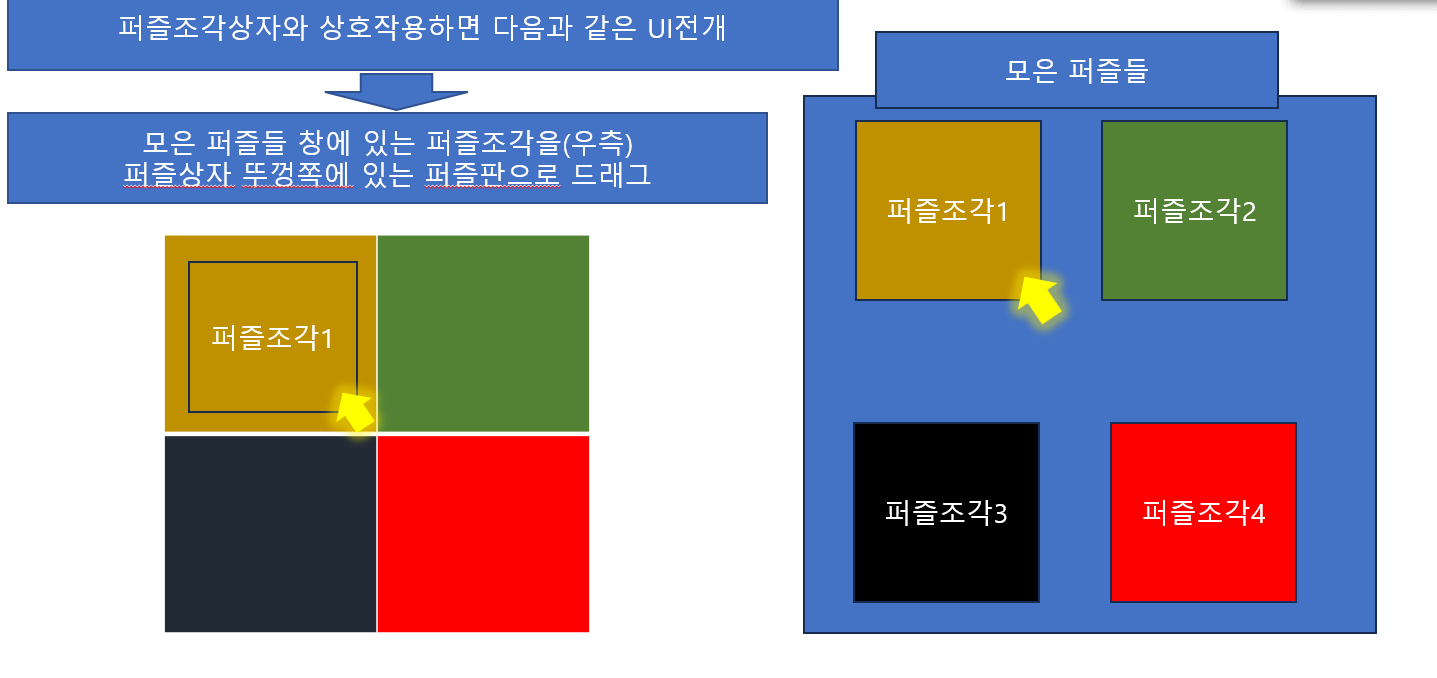 퍼즐조각상자와 상호작용하면 다음과 같은 UI전개
모은 퍼즐들 창에 있는 퍼즐조각을(우측)
퍼즐상자 뚜껑쪽에 있는 퍼즐판으로 드래그
퍼즐조각1
모은 퍼즐들
퍼즐조각1
퍼즐조각2
퍼즐조각3
퍼즐조각4